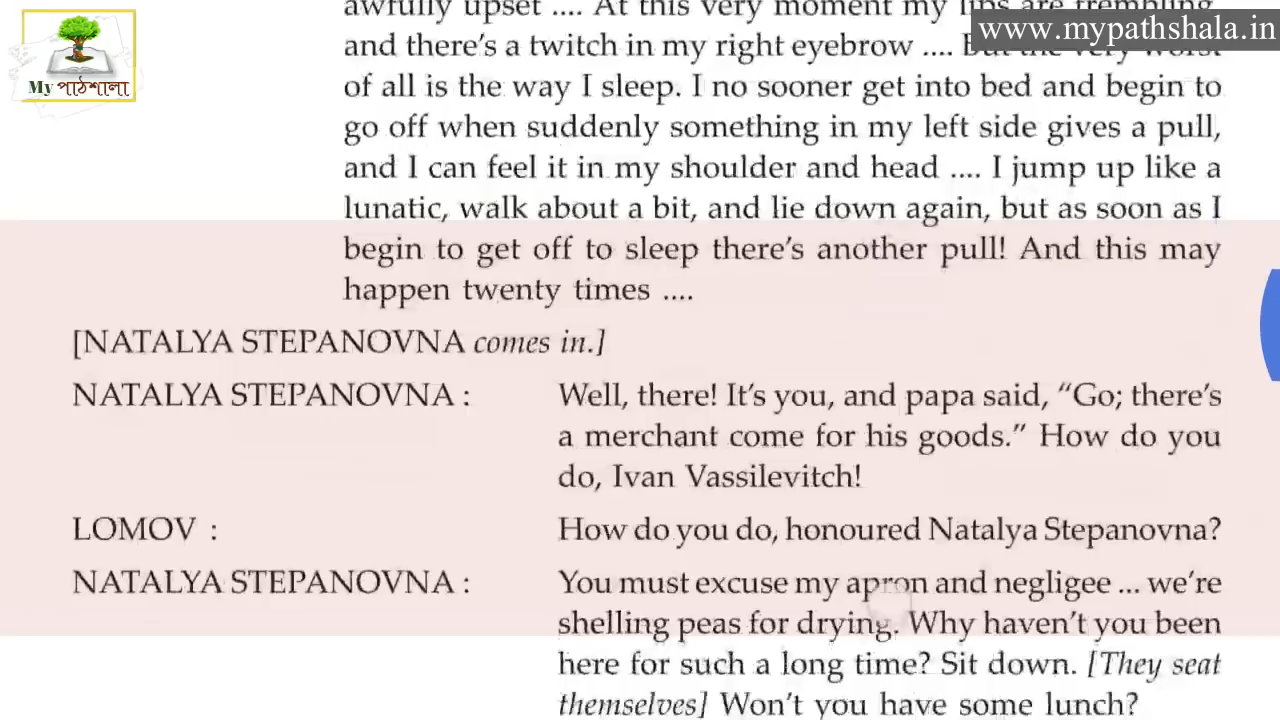 awfully upset .... At this very moment my lips are trembling,
www.mypathshala.in
and there's a twitch in my right eyebrow .... But the very worst
of all is the way I sleep. I no sooner get into bed and begin to
My পাঠশালা
go off when suddenly something in my left side gives a pull,
and I can feel it in my shoulder and head .... I jump up like a
lunatic, walk about a bit, and lie down again, but as soon as I
begin to get off to sleep there's another pull! And this may
happen twenty times ....
[NATALYA STEPANOVNA comes in.]
NATALYA STEPANOVNA : Well, there! It's you, and papa said, “Go; there's
a merchant come for his goods.” How do you
do, Ivan Vassilevitch!
LOMOV : How do you do, honoured Natalya Stepanovna?
NATALYA STEPANOVNA : You must excuse my apron and negligee ... we're
shelling peas for drying. Why haven't you been
here for such a long time? Sit down. [They seat
themselves] Won't you have some lunch?